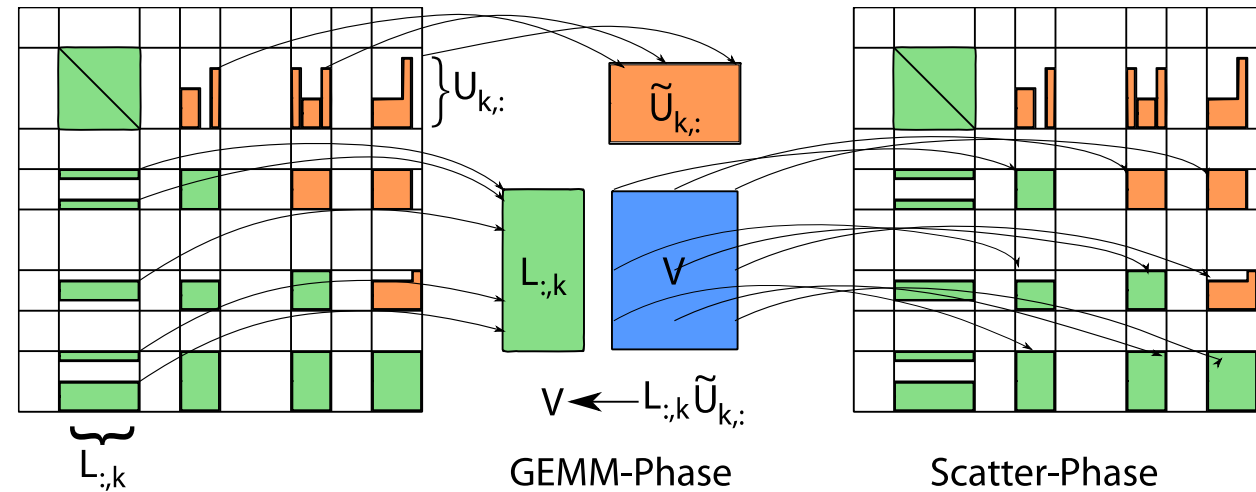 U_{k,:}
Ũ_{k,:}
L_{:,k}
V
V ← L_{:,k} Ũ_{k,:}
L_{:,k}
GEMM-Phase
Scatter-Phase